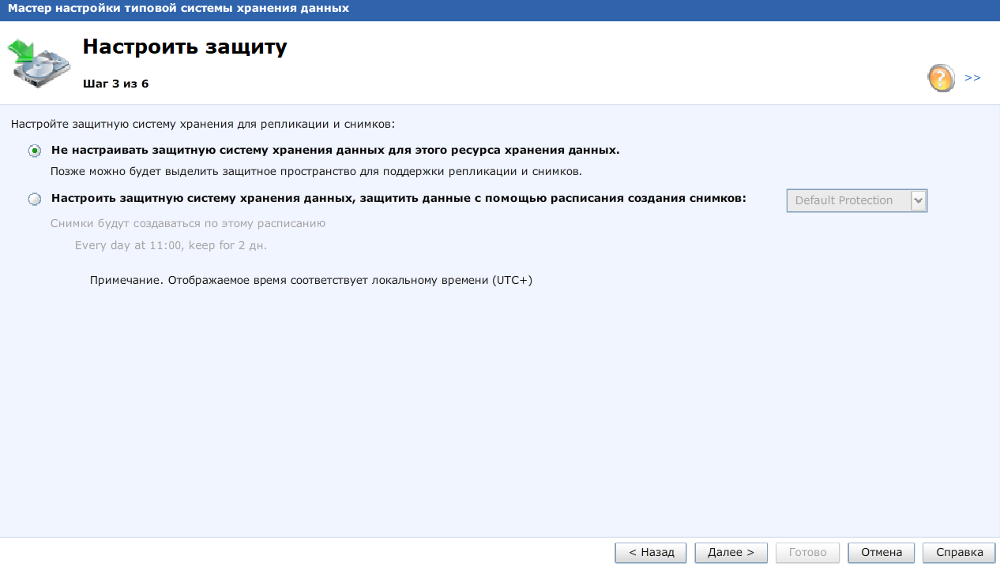 Мастер настройки типовой системы хранения данных
Настроить защиту
Шаг 3 из 6
>>
Настройте защитную систему хранения для репликации и снимков:
Не настраивать защитную систему хранения данных для этого ресурса хранения данных.
Позже можно будет выделить защитное пространство для поддержки репликации и снимков.
Настроить защитную систему хранения данных, защитить данные с помощью расписания создания снимков:
Default Protection
Снимки будут создаваться по этому расписанию
Every day at 11:00, keep for 2 дн.
Примечание. Отображаемое время соответствует локальному времени (UTC+)
< Назад
Далее >
Готово
Отмена
Справка